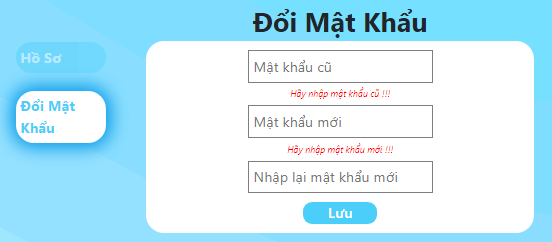 Đổi Mật Khẩu
Hồ Sơ
Đổi Mật
Khẩu
Mật khẩu cũ
Hãy nhập mật khẩu cũ !!!
Mật khẩu mới
Hãy nhập mật khẩu mới !!!
Nhập lại mật khẩu mới
Lưu